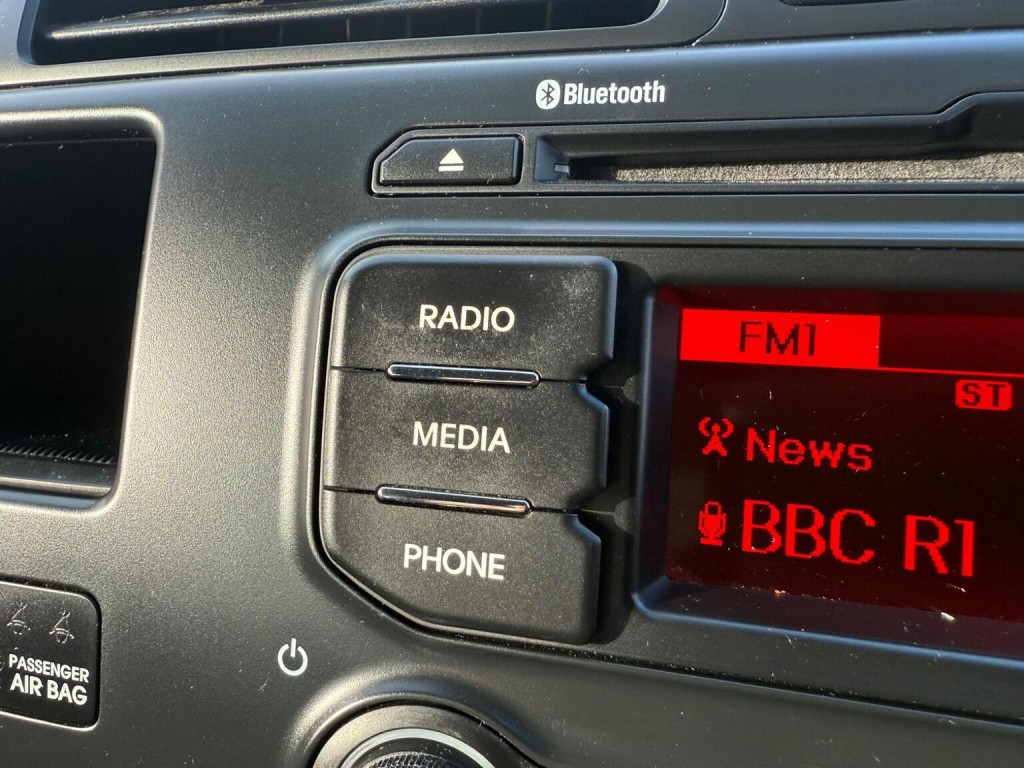 Bluetooth
RADIO
FM1
ST
MEDIA
News
BBC R1
PHONE
PASSENGER
AIR BAG